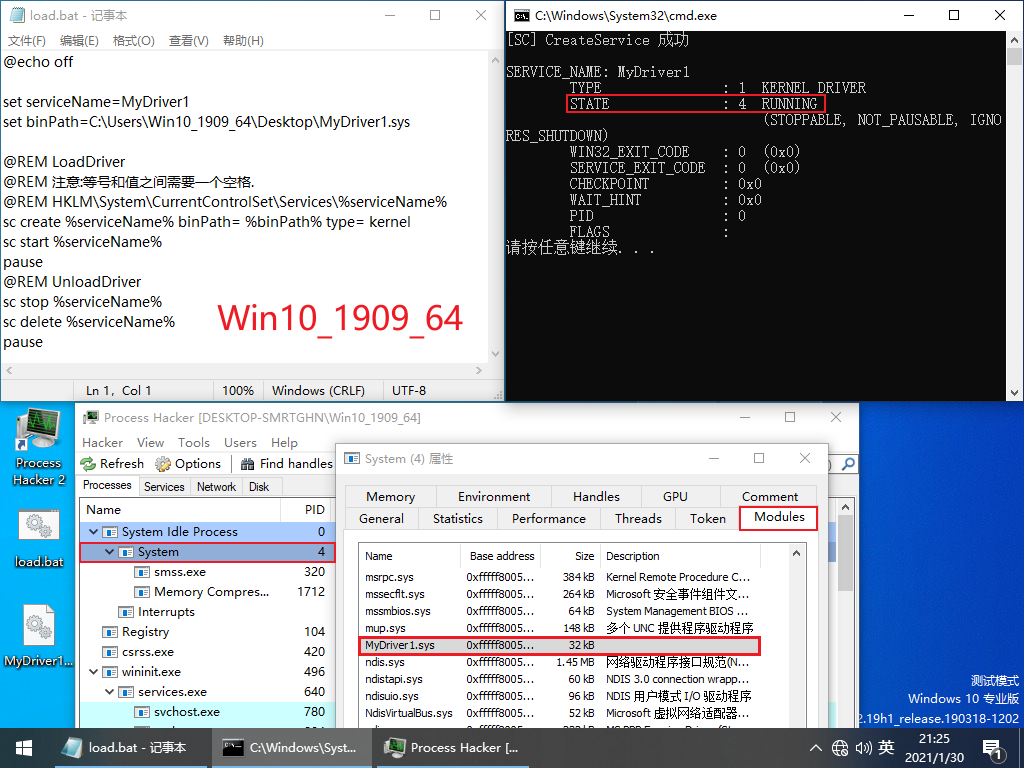 load.bat - 记事本
文件(F) 编辑(E) 格式(O) 查看(V) 帮助(H)
@echo off
set serviceName=MyDriver1
set binPath=C:\Users\Win10_1909_64\Desktop\MyDriver1.sys
@REM LoadDriver
@REM 注意:等号和值之间需要一个空格.
@REM HKLM\System\CurrentControlSet\Services\%serviceName%
sc create %serviceName% binPath= %binPath% type= kernel
sc start %serviceName%
pause
@REM UnloadDriver
sc stop %serviceName%
sc delete %serviceName%
pause
Win10_1909_64
Ln 1, Col 1 100% Windows (CRLF) UTF-8
C:\Windows\System32\cmd.exe
[SC] CreateService 成功
SERVICE_NAME: MyDriver1
TYPE : 1 KERNEL_DRIVER
STATE : 4 RUNNING
(STOPPABLE, NOT_PAUSABLE, IGNO
RES_SHUTDOWN)
WIN32_EXIT_CODE : 0 (0x0)
SERVICE_EXIT_CODE : 0 (0x0)
CHECKPOINT : 0x0
WAIT_HINT : 0x0
PID : 0
FLAGS :
请按任意键继续. . .
Process Hacker 2
load.bat
MyDriver1...
Process Hacker [DESKTOP-SMRTGHN\Win10_1909_64]
Hacker View Tools Users Help
Refresh Options Find handles
Processes Services Network Disk
Name PID
System Idle Process 0
System 4
smss.exe 320
Memory Compres... 1712
Interrupts
Registry 104
csrss.exe 420
wininit.exe 496
services.exe 640
svchost.exe 780
System (4) 属性
Memory Environment Handles GPU Comment
General Statistics Performance Threads Token Modules
Name Base address Size Description
msrpc.sys 0xfffff8005... 384 kB Kernel Remote Procedure C...
mssecflt.sys 0xfffff8005... 264 kB Microsoft 安全事件组件文...
mssmbios.sys 0xfffff8005... 64 kB System Management BIOS ...
mup.sys 0xfffff8005... 148 kB 多个 UNC 提供程序驱动程序
MyDriver1.sys 0xfffff8005... 32 kB
ndis.sys 0xfffff8005... 1.45 MB 网络驱动程序接口规范(N...
ndistapi.sys 0xfffff8005... 60 kB NDIS 3.0 connection wrapp...
ndisuio.sys 0xfffff8005... 96 kB NDIS 用户模式 I/O 驱动程序
NdisVirtualBus.sys 0xfffff8005... 52 kB Microsoft 虚拟网络适配器...
测试模式
Windows 10 专业版
2.19h1_release.190318-1202
load.bat - 记事本 C:\Windows\Syst... Process Hacker [... 英 21:25
2021/1/30 1